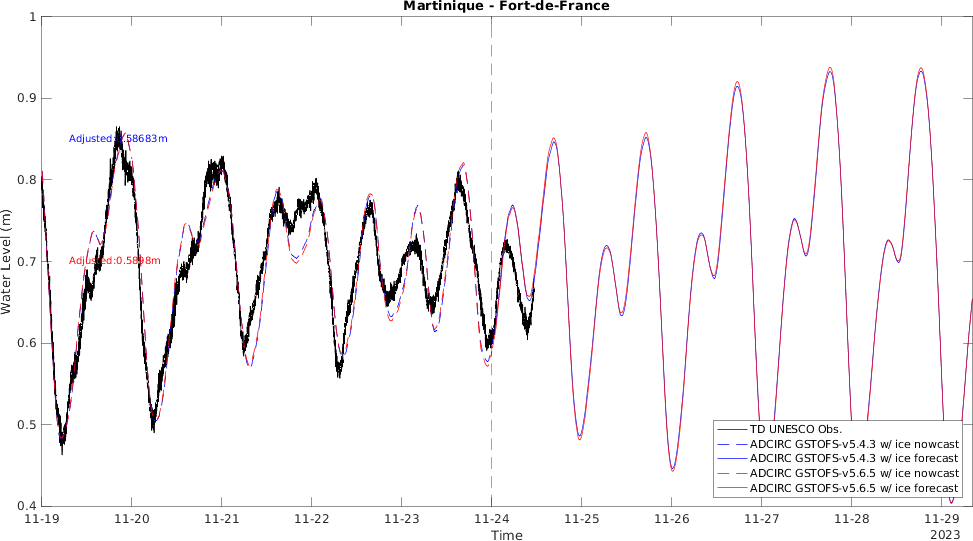 Martinique - Fort-de-France
Water Level (m)
1
0.9
0.8
0.7
0.6
0.5
0.4
Adjusted:0.58683m
Adjusted:0.5898m
TD UNESCO Obs.
ADCIRC GSTOFS-v5.4.3 w/ ice nowcast
ADCIRC GSTOFS-v5.4.3 w/ ice forecast
ADCIRC GSTOFS-v5.6.5 w/ ice nowcast
ADCIRC GSTOFS-v5.6.5 w/ ice forecast
11-19 11-20 11-21 11-22 11-23 11-24 11-25 11-26 11-27 11-28 11-29
2023
Time